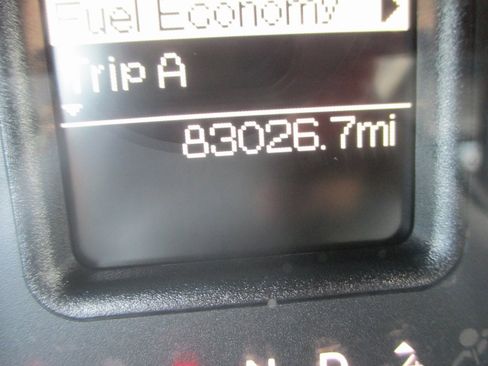 Fuel Economy
Trip A
83026.7mi
N D